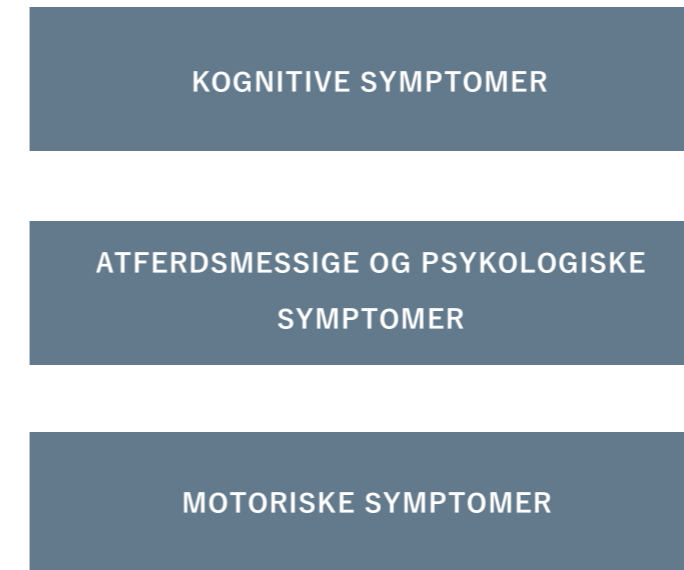 KOGNITIVE SYMPTOMER
ATFERDSMESSIGE OG PSYKOLOGISKE
SYMPTOMER
MOTORISKE SYMPTOMER